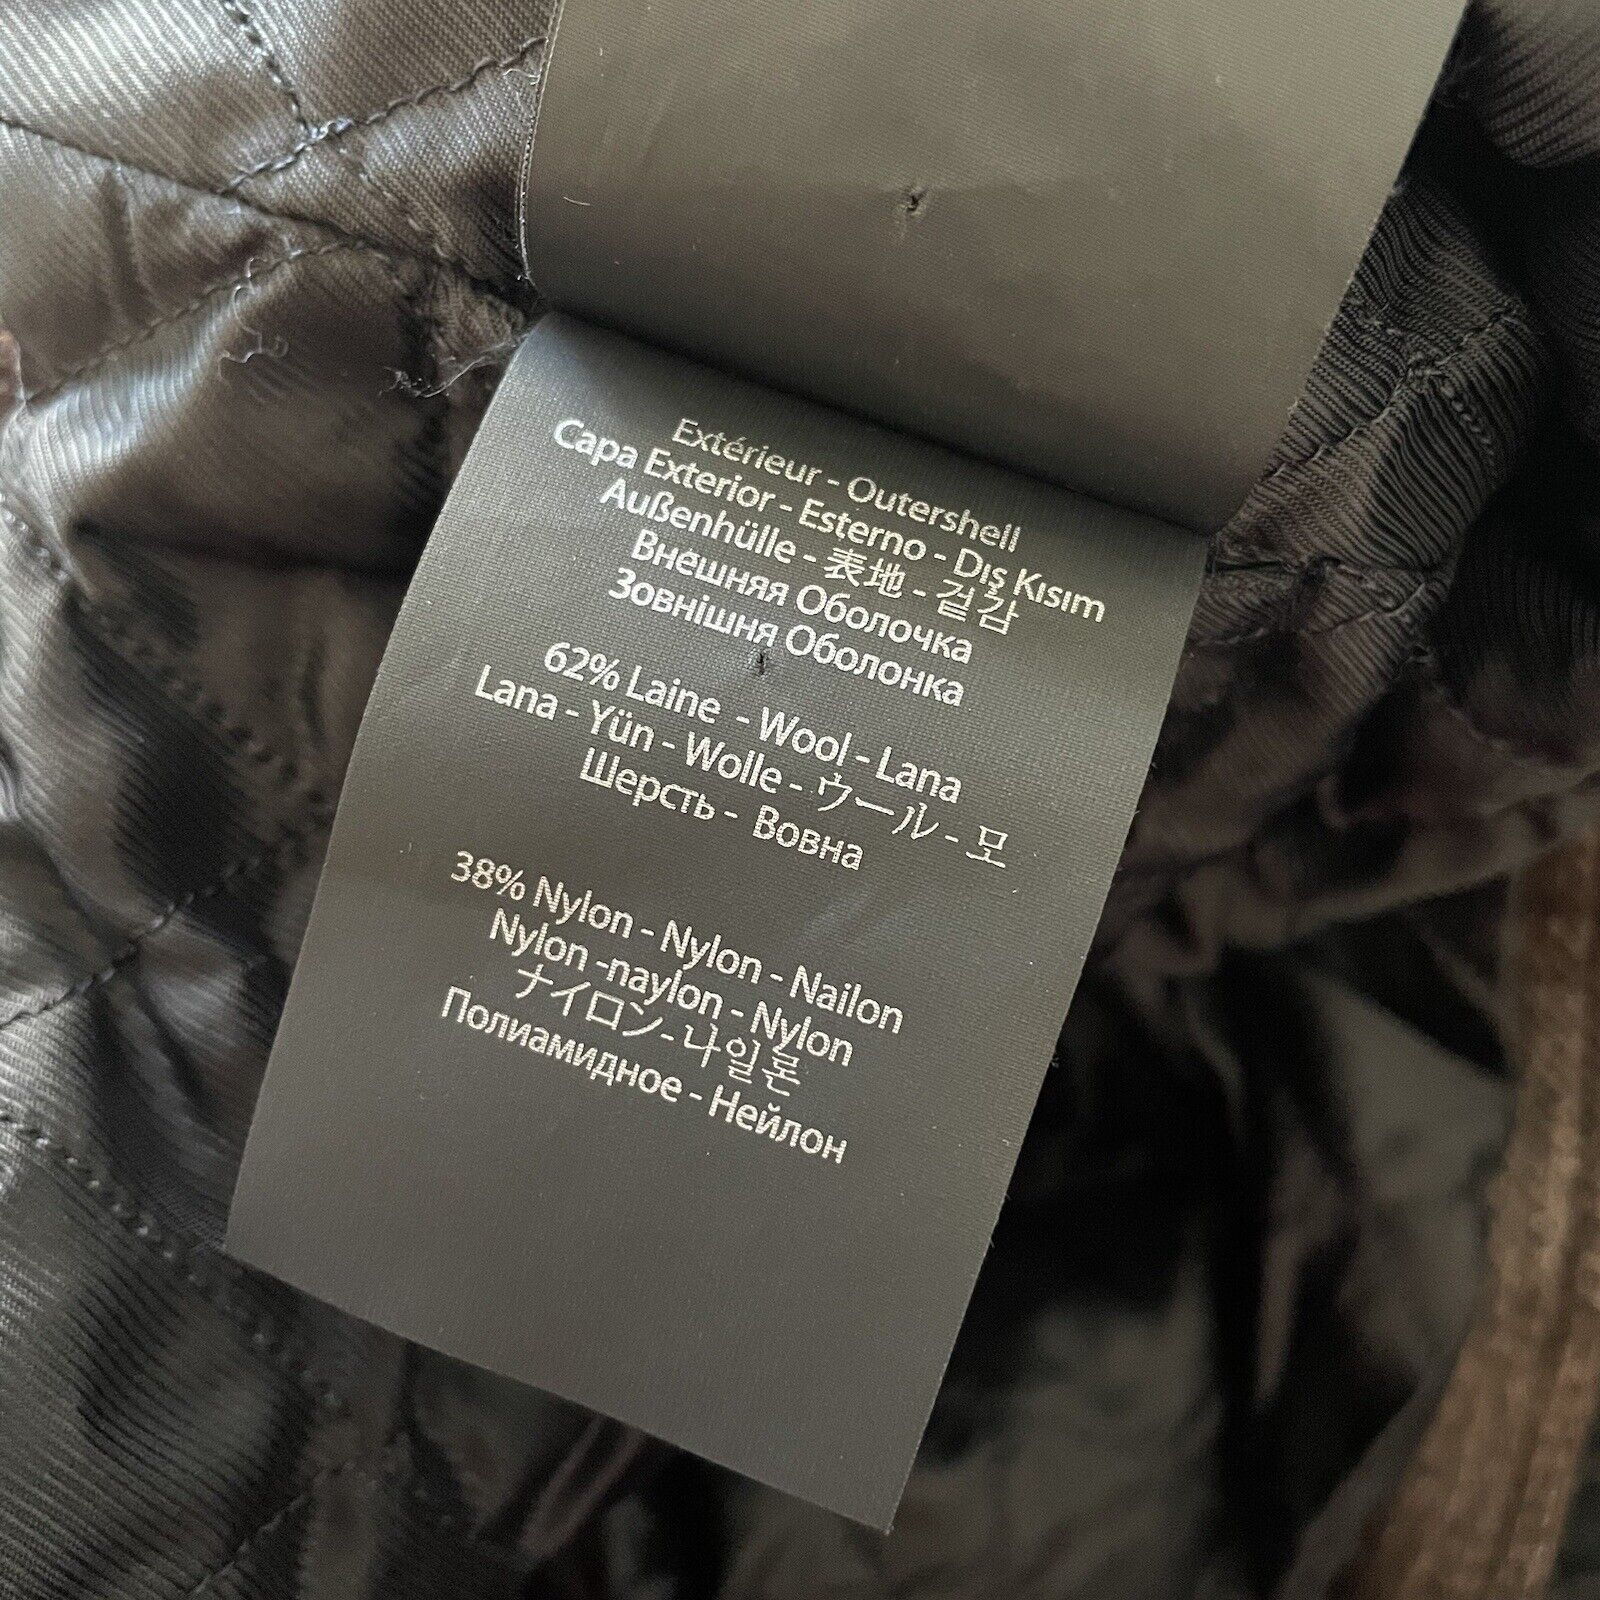 Extérieur - Outershell
Capa Exterior - Esterno - Dış Kısım
Außenhülle - 表地 - 겉감
Внешняя Оболочка
Зовнішня Оболонка
62% Laine - Wool - Lana
Lana - Yün - Wolle - ウール - 모
Шерсть - Вовна
38% Nylon - Nylon - Nailon
Nylon -naylon - Nylon
ナイロン - 나일론
Полиамидное - Нейлон